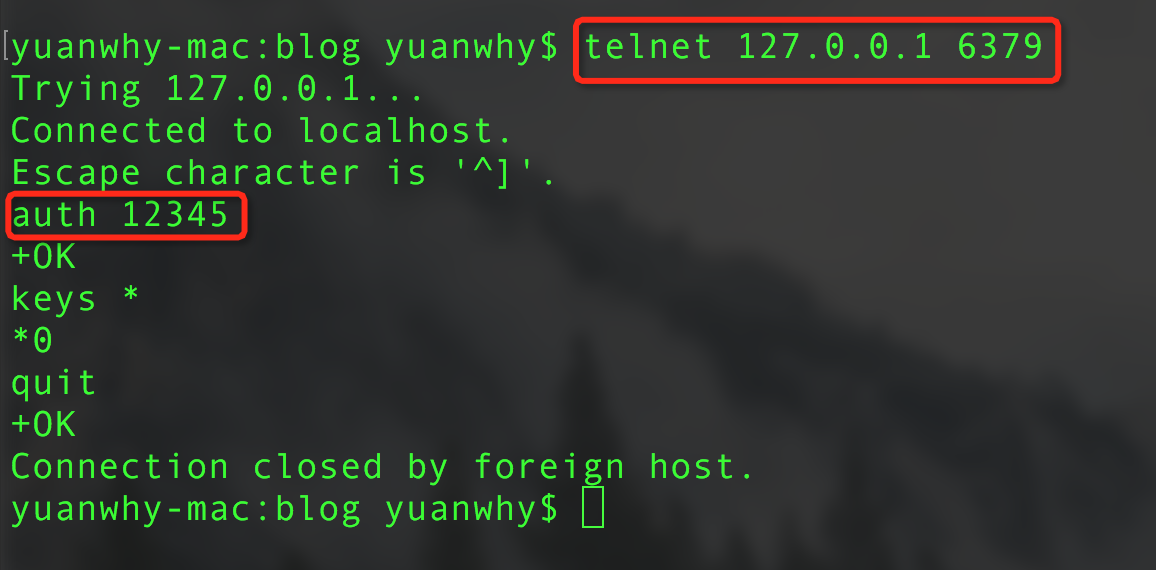 [yuanwhy-mac:blog yuanwhy$ telnet 127.0.0.1 6379
Trying 127.0.0.1...
Connected to localhost.
Escape character is '^]'.
auth 12345
+OK
keys *
*0
quit
+OK
Connection closed by foreign host.
yuanwhy-mac:blog yuanwhy$